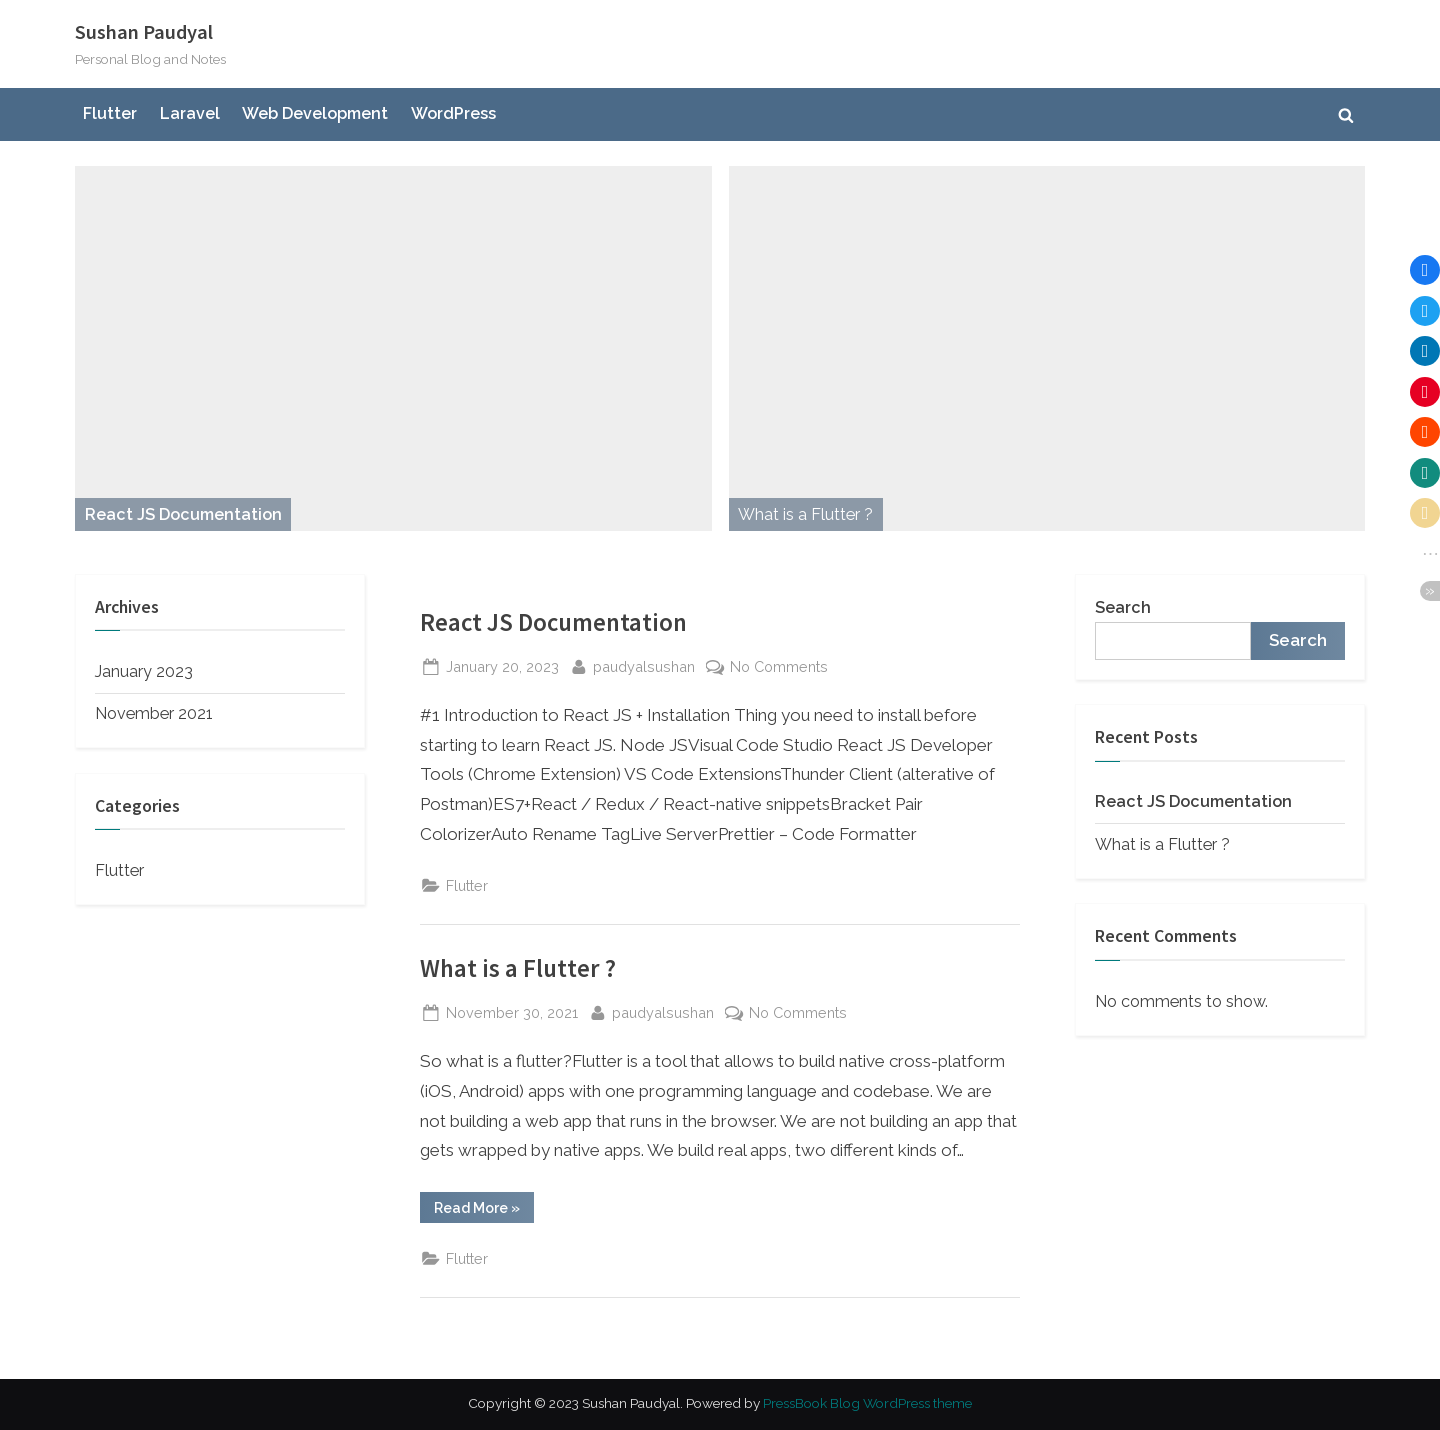 Sushan Paudyal
Personal Blog and Notes
Flutter Laravel Web Development WordPress
React JS Documentation
What is a Flutter ?
Archives
January 2023
November 2021
Categories
Flutter
React JS Documentation
January 20, 2023 paudyalsushan No Comments
#1 Introduction to React JS + Installation Thing you need to install before
starting to learn React JS. Node JSVisual Code Studio React JS Developer
Tools (Chrome Extension) VS Code ExtensionsThunder Client (alterative of
Postman)ES7+React / Redux / React-native snippetsBracket Pair
ColorizerAuto Rename TagLive ServerPrettier – Code Formatter
Flutter
What is a Flutter ?
November 30, 2021 paudyalsushan No Comments
So what is a flutter?Flutter is a tool that allows to build native cross-platform
(iOS, Android) apps with one programming language and codebase. We are
not building a web app that runs in the browser. We are not building an app that
gets wrapped by native apps. We build real apps, two different kinds of…
Read More »
Flutter
Search
Search
Recent Posts
React JS Documentation
What is a Flutter ?
Recent Comments
No comments to show.
...
»
Copyright © 2023 Sushan Paudyal. Powered by PressBook Blog WordPress theme